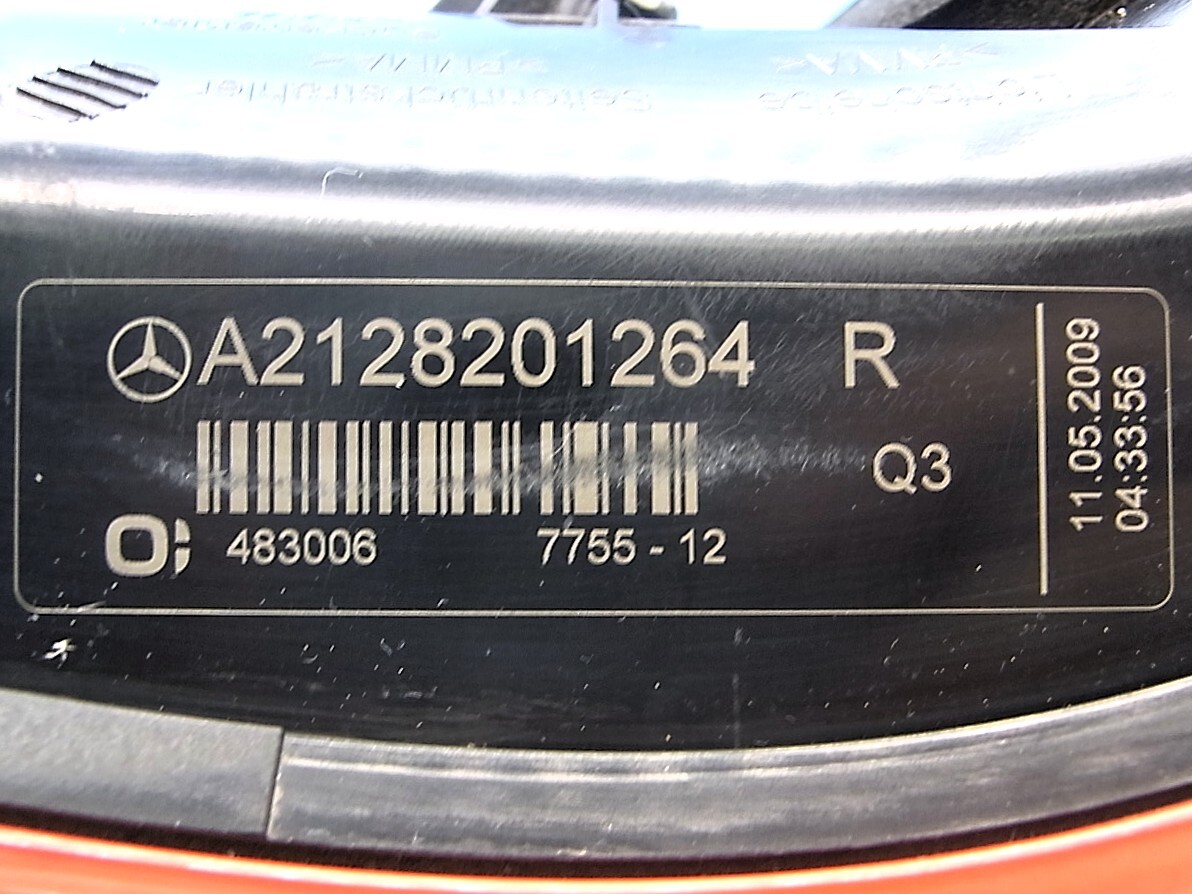 A2128201264 R
Q3
483006 7755 - 12
11.05.2009
04:33:56